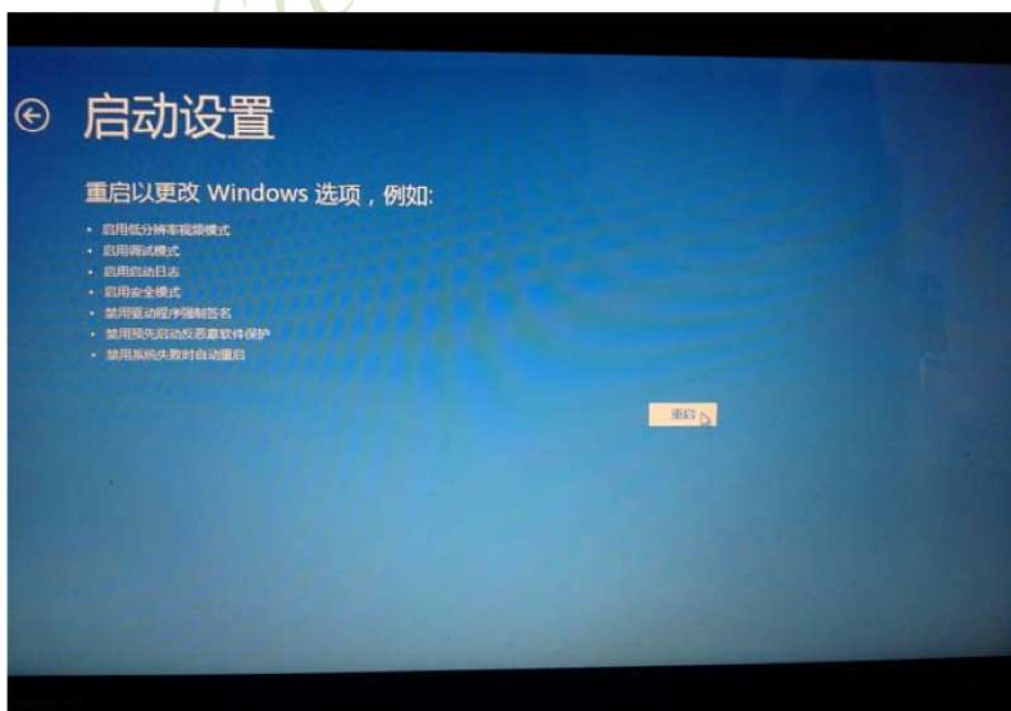 启动设置
重启以更改 Windows 选项，例如:
• 启用低分辨率视频模式
• 启用调试模式
• 启用启动日志
• 启用安全模式
• 禁用驱动程序强制签名
• 禁用预先启动反恶意软件保护
• 禁用系统失败时自动重启
重启